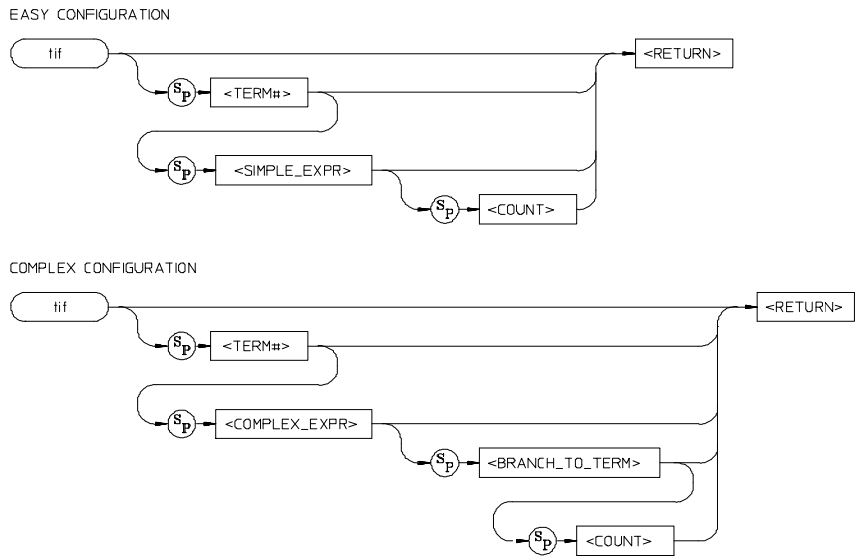 EASY CONFIGURATION
tif
<RETURN>
SP <TERM#>
SP <SIMPLE_EXPR>
SP <COUNT>
COMPLEX CONFIGURATION
tif
<RETURN>
SP <TERM#>
SP <COMPLEX_EXPR>
SP <BRANCH_TO_TERM>
SP <COUNT>